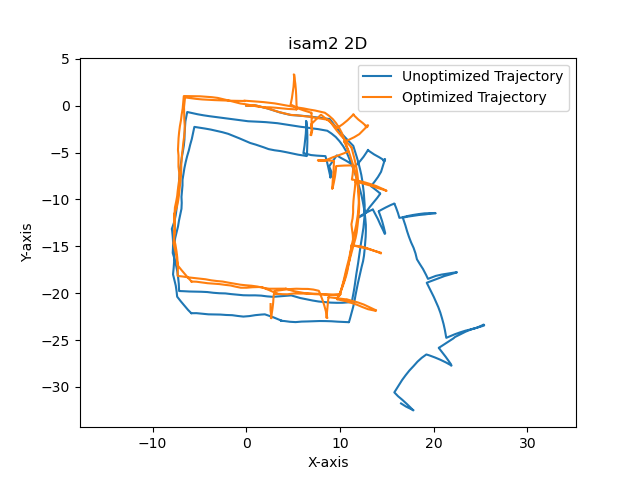 isam2 2D
Unoptimized Trajectory
Optimized Trajectory
5
0
−5
−10
−15
−20
−25
−30
Y-axis
−10
0
10
20
30
X-axis